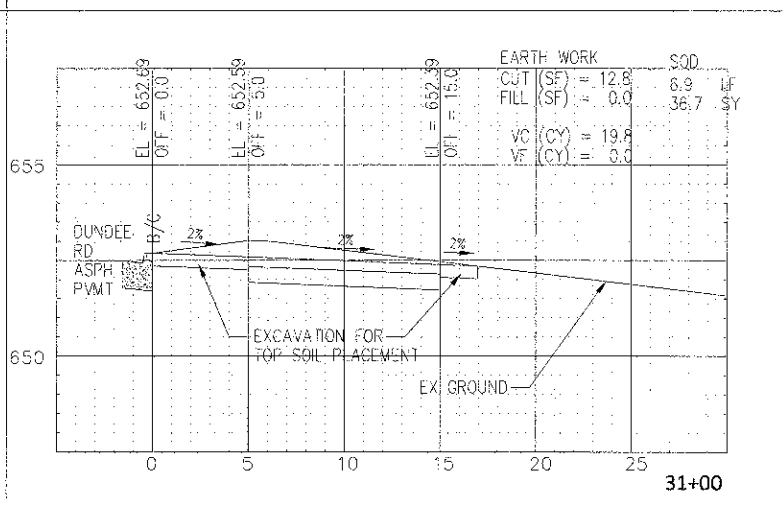 EARTH WORK
CUT (SF) = 12.8
FILL (SF) = 0.0
VC (CY) = 19.8
VF (CY) = 0.0
SOD
6.9 LF
36.7 SY
EL = 652.69
OFF = 0.0
EL = 652.59
OFF = 5.0
EL = 652.39
OFF = 15.0
655
DUNDEE
RD
ASPH
PVMT
B/C
2%
2%
2%
EXCAVATION FOR
TOP SOIL PLACEMENT
650
EX GROUND
0 5 10 15 20 25
31+00